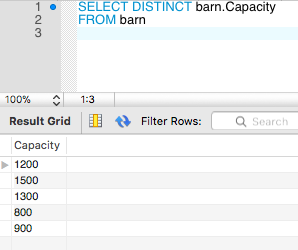 1 SELECT DISTINCT barn.Capacity
2 FROM barn
3
100% 1:3
Result Grid Filter Rows: Search
Capacity
1200
1500
1300
800
900